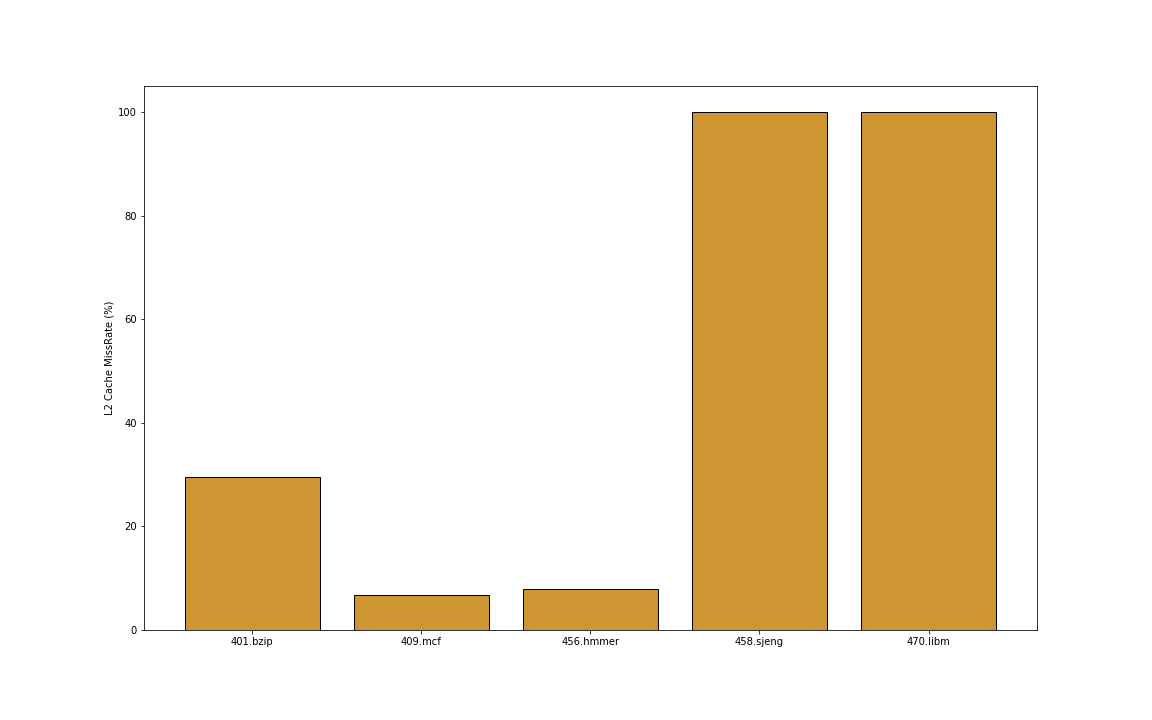 100
80
60
40
20
0
L2 Cache MissRate (%)
401.bzip
409.mcf
456.hmmer
458.sjeng
470.libm